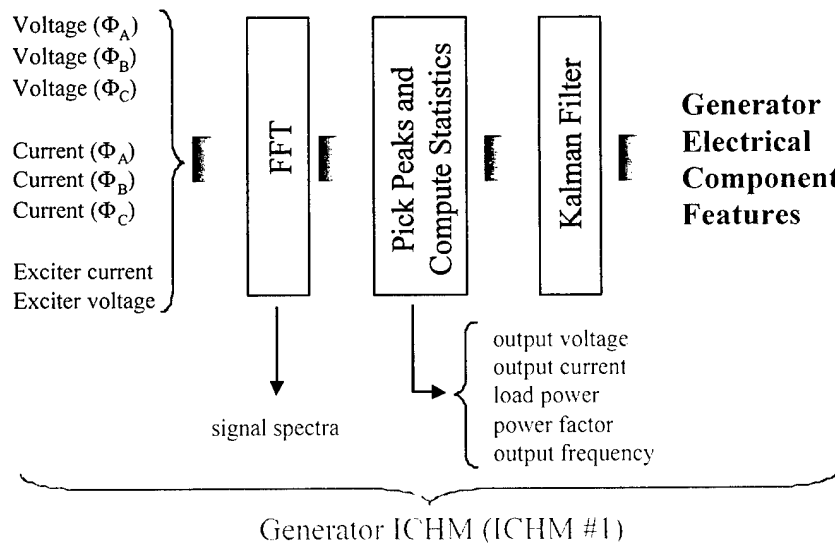 Voltage (Φ_A)
Voltage (Φ_B)
Voltage (Φ_C)
Current (Φ_A)
Current (Φ_B)
Current (Φ_C)
Exciter current
Exciter voltage
FFT
Pick Peaks and
Compute Statistics
Kalman Filter
Generator
Electrical
Component
Features
signal spectra
output voltage
output current
load power
power factor
output frequency
Generator ICHM (ICHM #1)